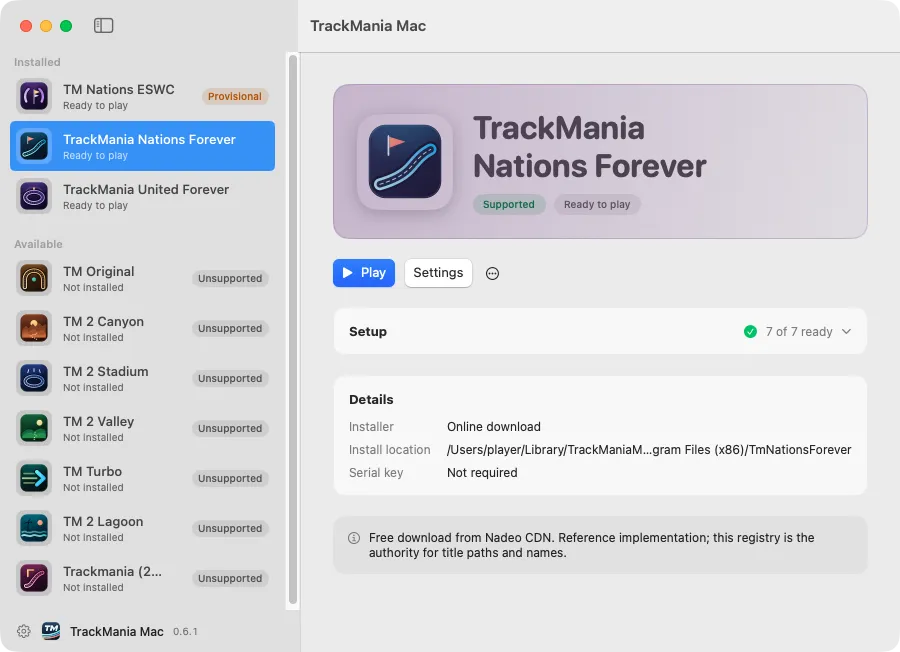 TrackMania Mac
Installed
TM Nations ESWC
Ready to play
Provisional
TrackMania Nations Forever
Ready to play
TrackMania United Forever
Ready to play
Available
TM Original
Not installed
Unsupported
TM 2 Canyon
Not installed
Unsupported
TM 2 Stadium
Not installed
Unsupported
TM 2 Valley
Not installed
Unsupported
TM Turbo
Not installed
Unsupported
TM 2 Lagoon
Not installed
Unsupported
Trackmania (2...
Not installed
Unsupported
TM TrackMania Mac 0.6.1
TrackMania
Nations Forever
Supported Ready to play
Play Settings
Setup 7 of 7 ready
Details
Installer Online download
Install location /Users/player/Library/TrackManiaM...gram Files (x86)/TmNationsForever
Serial key Not required
Free download from Nadeo CDN. Reference implementation; this registry is the
authority for title paths and names.